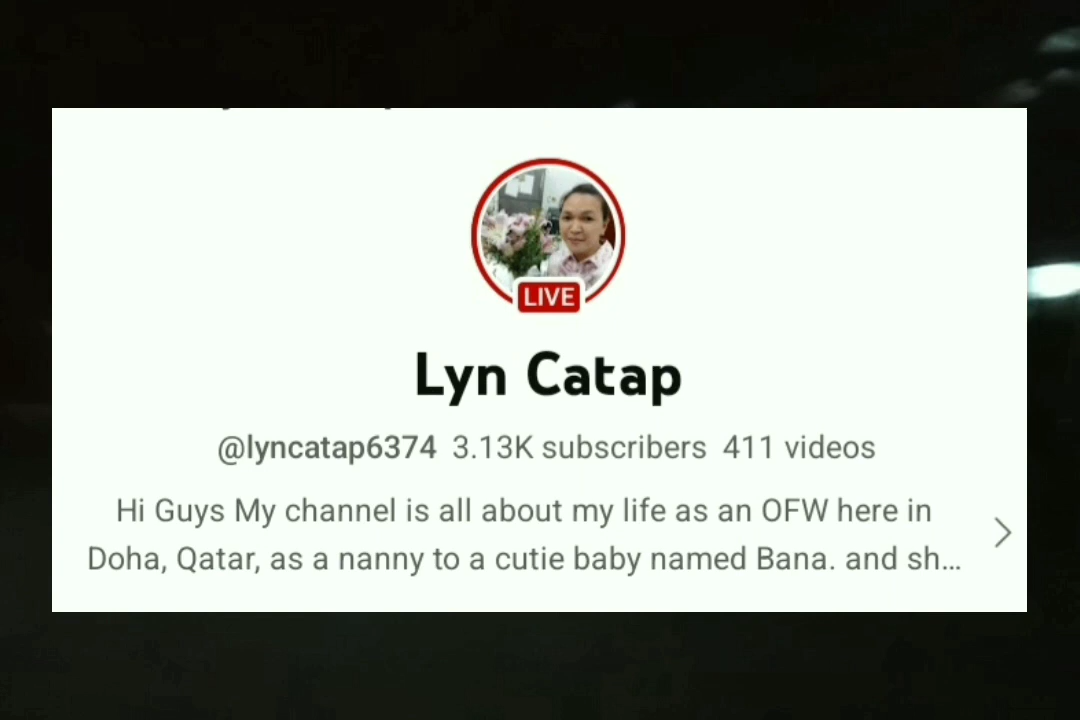 LIVE
Lyn Catap
@lyncatap6374 3.13K subscribers 411 videos
Hi Guys My channel is all about my life as an OFW here in
Doha, Qatar, as a nanny to a cutie baby named Bana. and sh...